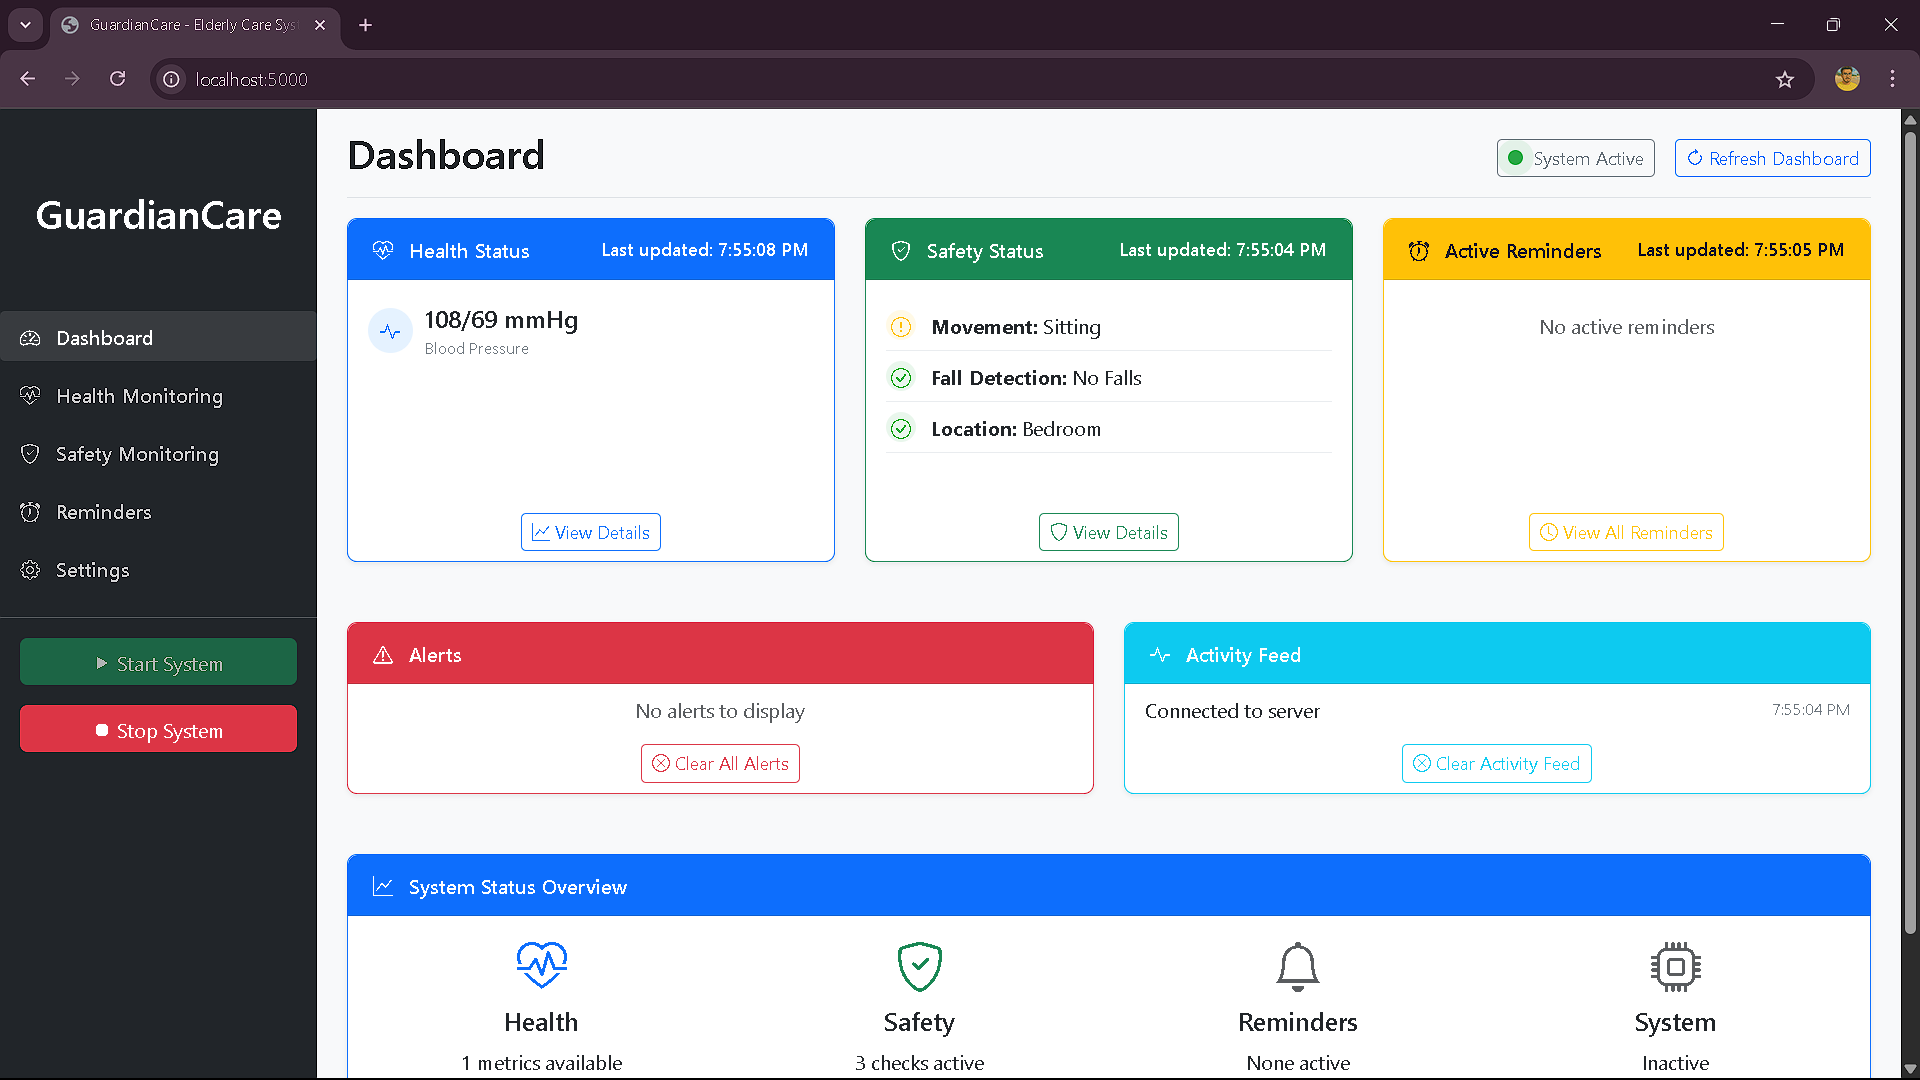 GuardianCare - Elderly Care Sys
localhost:5000
GuardianCare
Dashboard
Health Monitoring
Safety Monitoring
Reminders
Settings
Start System
Stop System
Dashboard
System Active
Refresh Dashboard
Health Status
Last updated: 7:55:08 PM
108/69 mmHg
Blood Pressure
View Details
Safety Status
Last updated: 7:55:04 PM
Movement: Sitting
Fall Detection: No Falls
Location: Bedroom
View Details
Active Reminders
Last updated: 7:55:05 PM
No active reminders
View All Reminders
Alerts
No alerts to display
Clear All Alerts
Activity Feed
Connected to server
7:55:04 PM
Clear Activity Feed
System Status Overview
Health
1 metrics available
Safety
3 checks active
Reminders
None active
System
Inactive